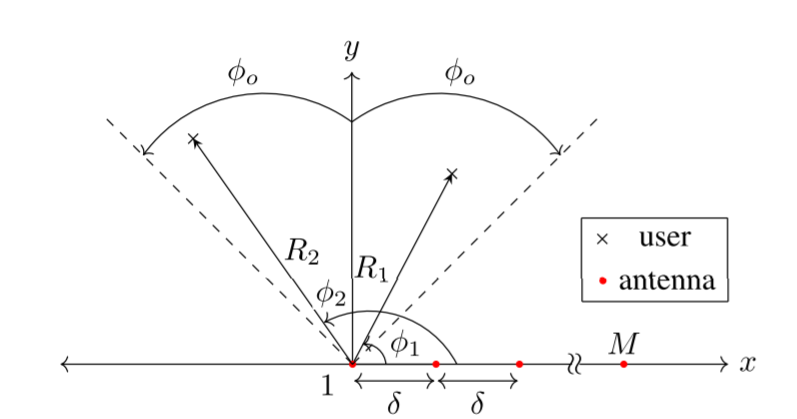 y
ϕₒ ϕₒ
× user
• antenna
R₂
R₁
ϕ₂
ϕ₁
M
x
1
δ δ